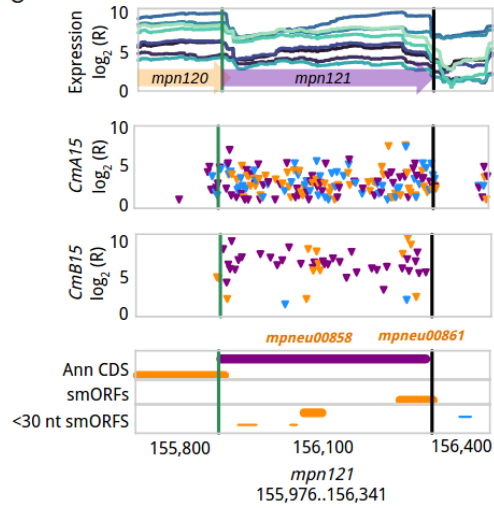 10
5
0
Expression
log₂ (R)
mpn120
mpn121
10
5
0
CmA15
log₂ (R)
10
5
0
CmB15
log₂ (R)
mpneu00858
mpneu00861
Ann CDS
smORFs
<30 nt smORFS
155,800
156,100
156,400
mpn121
155,976..156,341